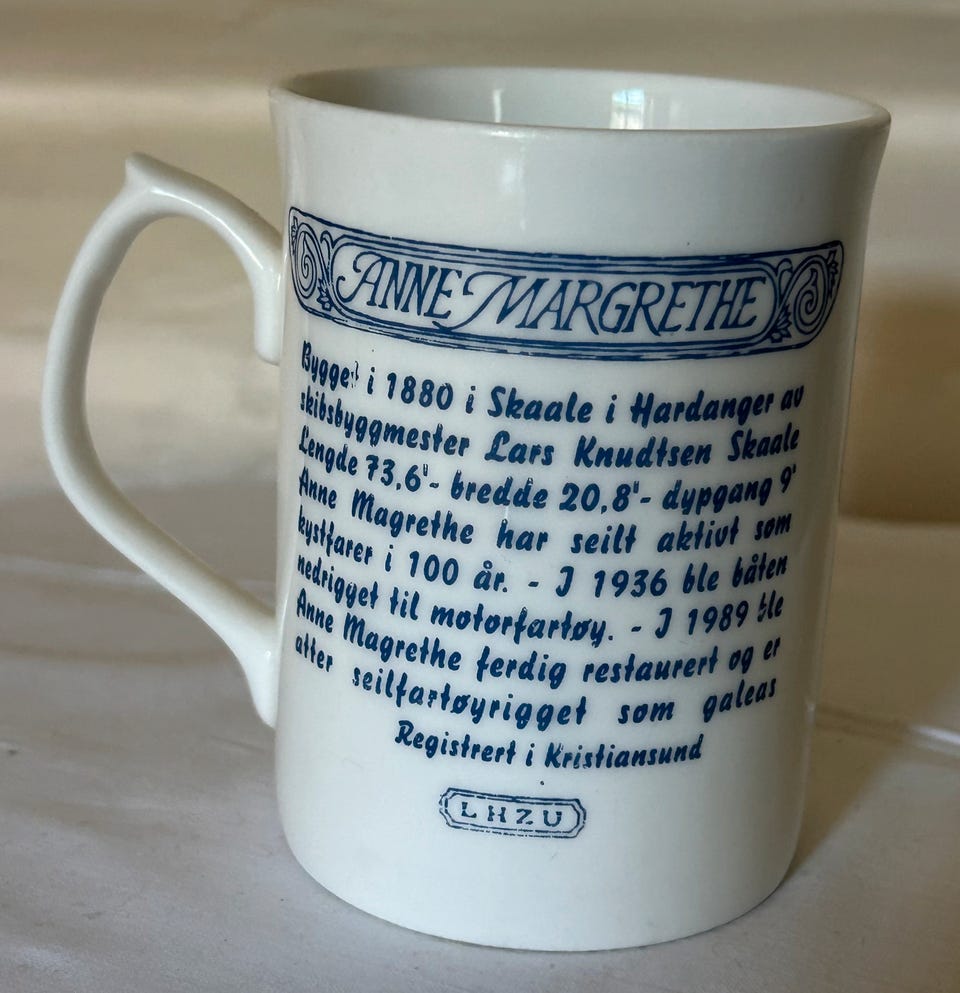 ANNE MARGRETHE
Bygget i 1880 i Skaale i Hardanger av
skibsbyggmester Lars Knudtsen Skaale
Lengde 73,6'- bredde 20,8'- dypgang 9'
Anne Magrethe har seilt aktivt som
kystfarer i 100 år. - I 1936 ble båten
nedrigget til motorfartøy. - I 1989 ble
Anne Magrethe ferdig restaurert og er
atter seilfartøyrigget som galeas
Registrert i Kristiansund
LHZU